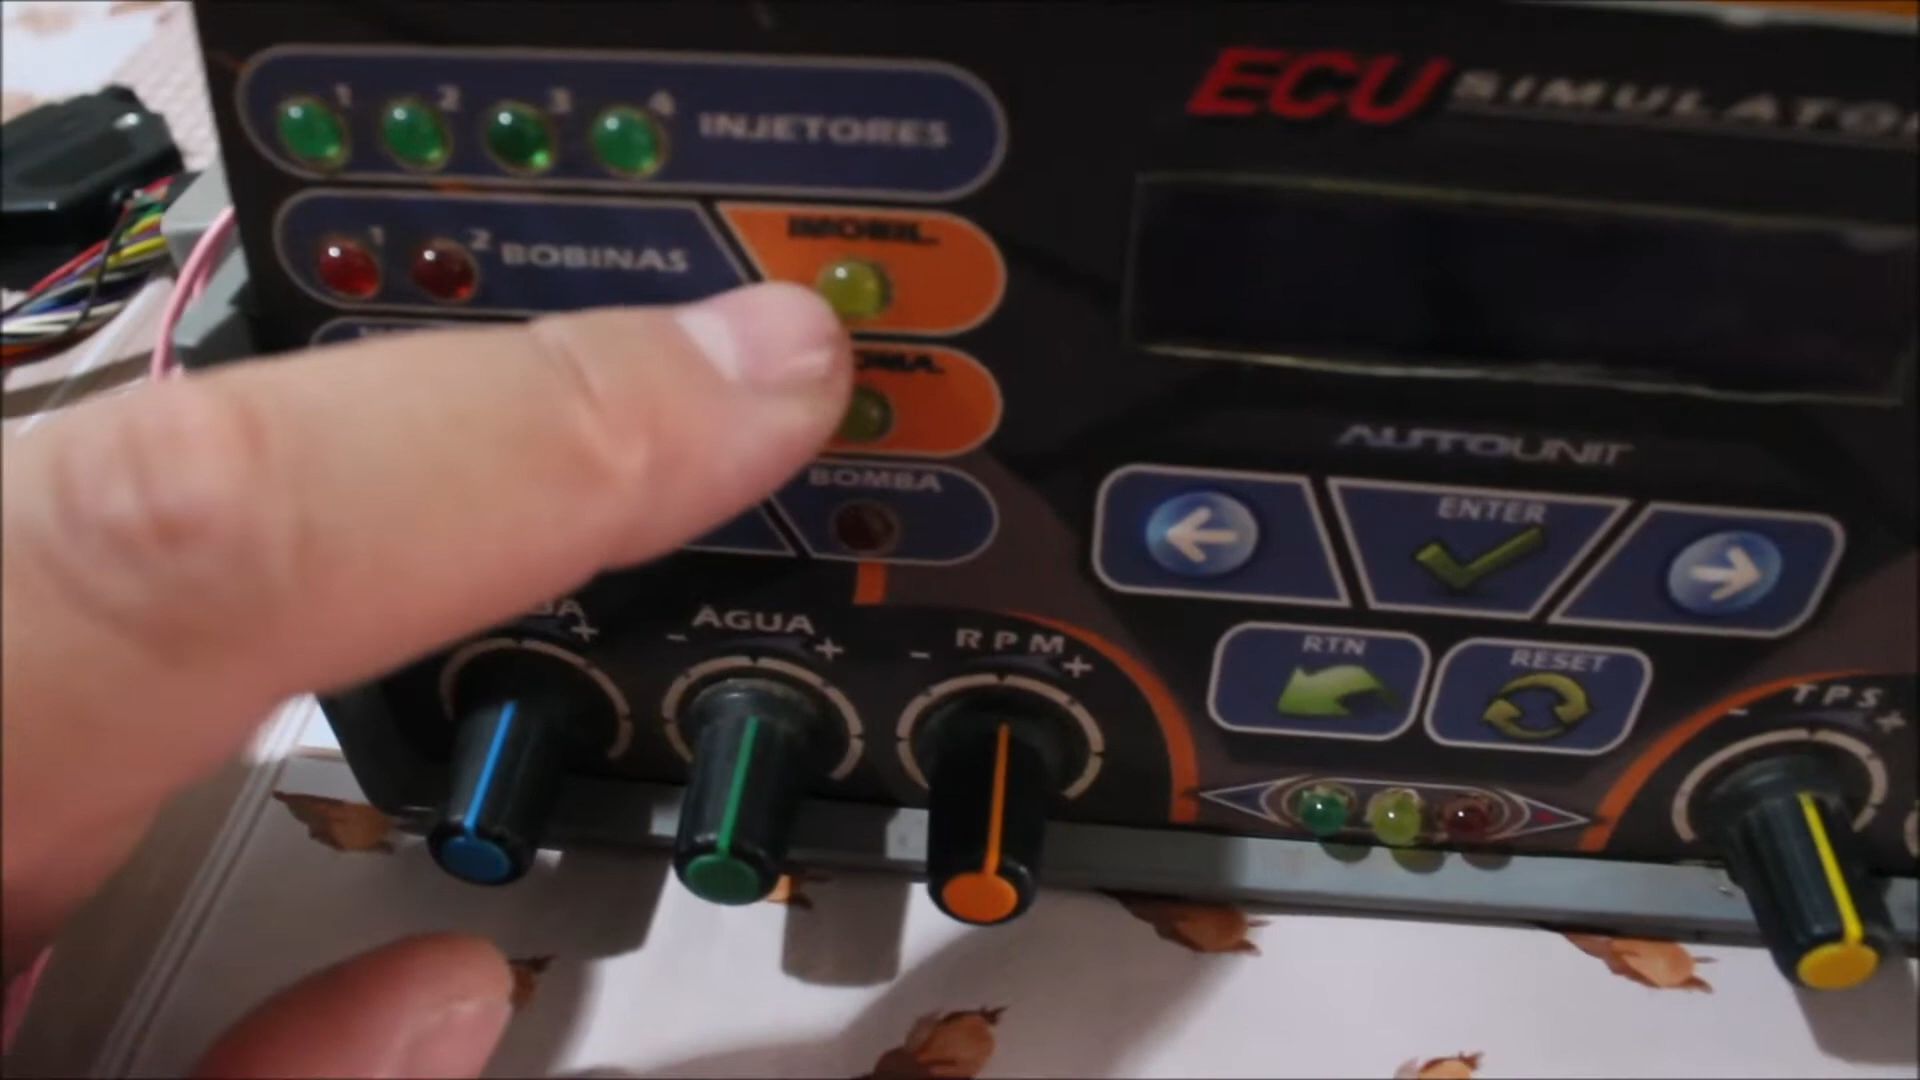 1 2 3 4 INJETORES
ECU SIMULATO
1 2 BOBINAS
IMOBIL.
AUTOUNIT
BOMBA
ENTER
- AGUA +
- RPM +
RTN
RESET
- TPS +